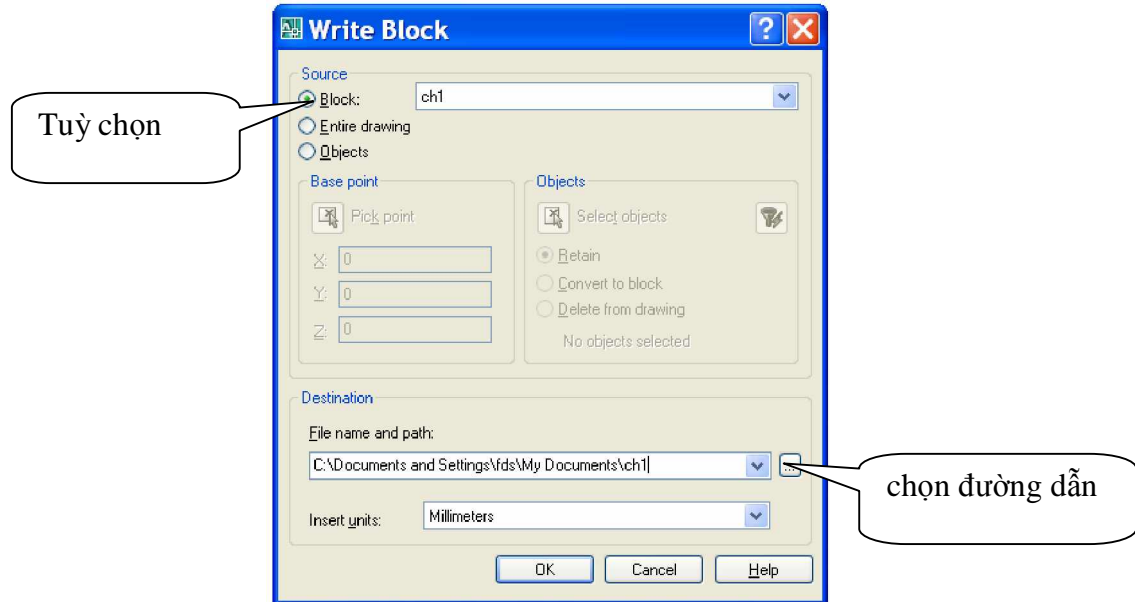 Write Block
Source
Block:
ch1
Tuỳ chọn
Entire drawing
Objects
Base point
Objects
Pick point
Select objects
X:
0
Retain
Y:
0
Convert to block
Delete from drawing
Z:
0
No objects selected
Destination
File name and path:
C:\Documents and Settings\fds\My Documents\ch1
...
chọn đường dẫn
Insert units:
Millimeters
OK
Cancel
Help